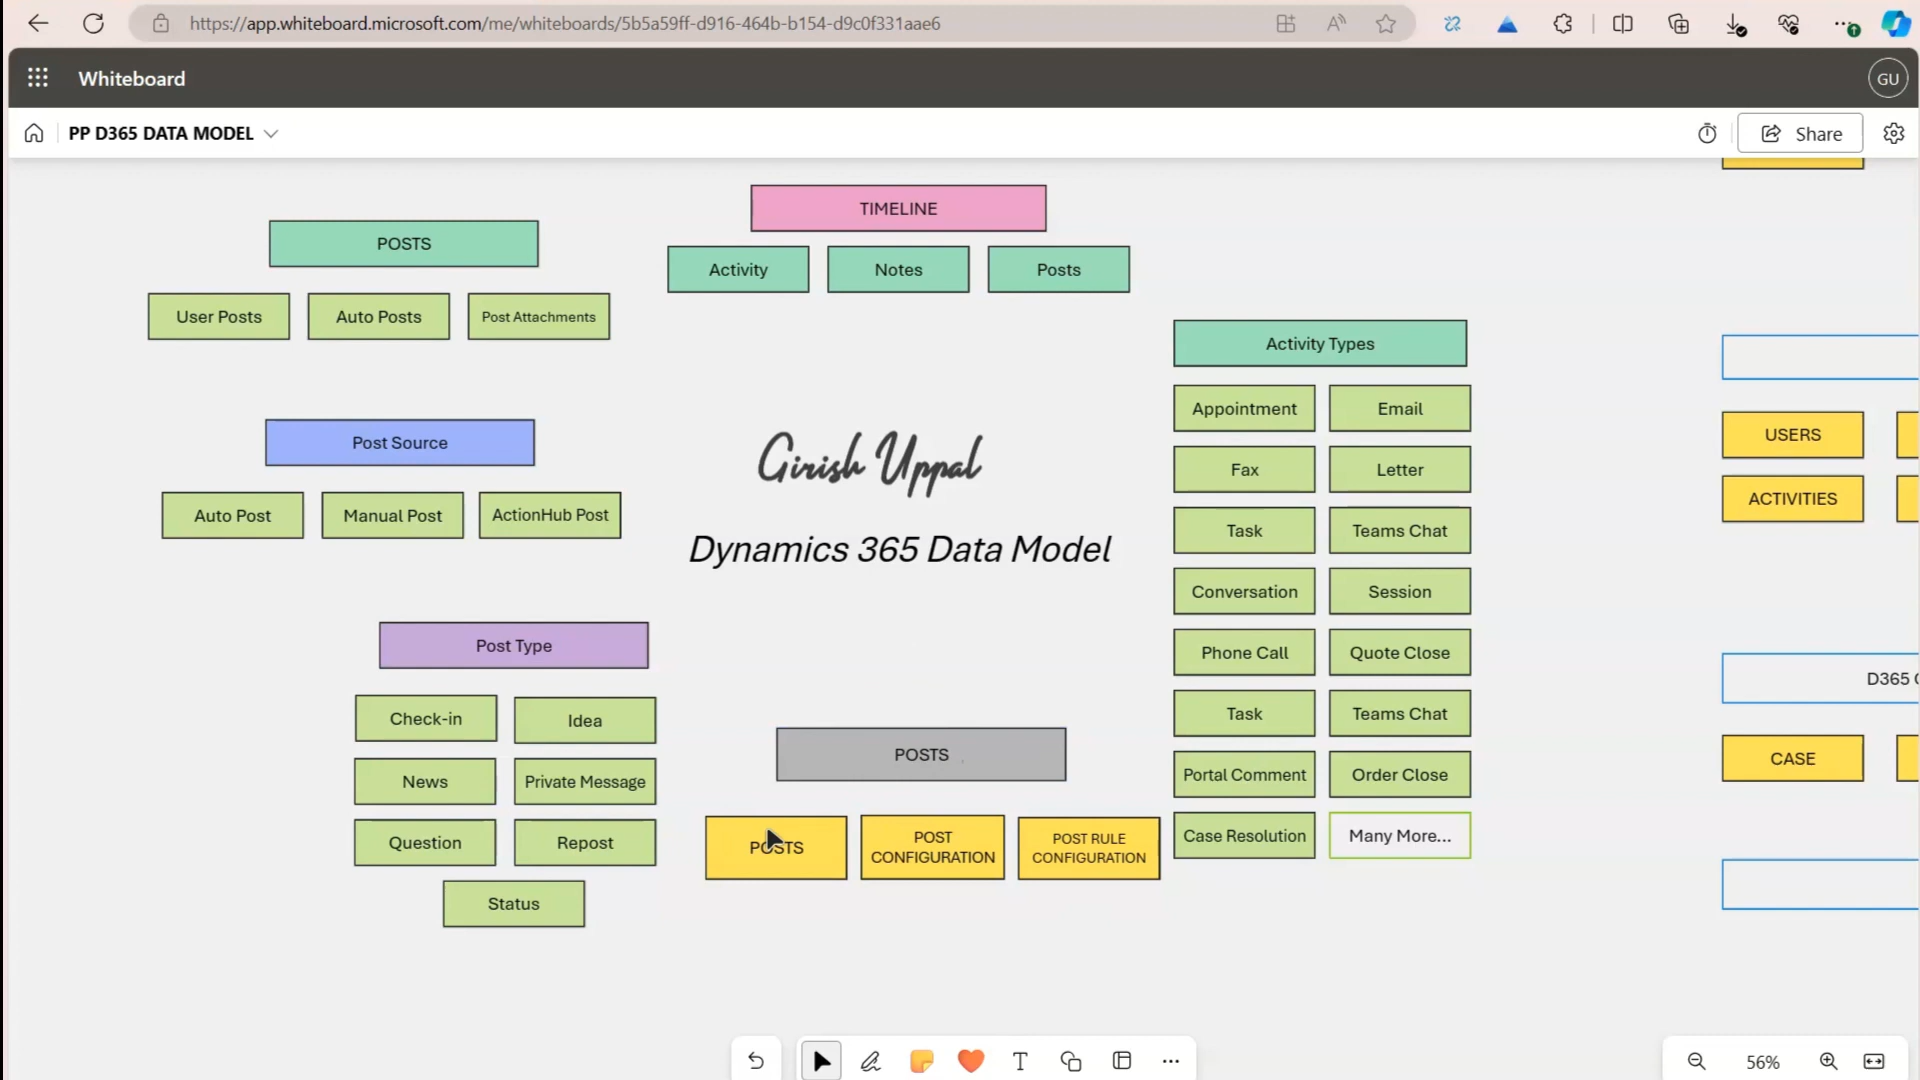 https://app.whiteboard.microsoft.com/me/whiteboards/5b5a59ff-d916-464b-b154-d9c0f331aae6
Whiteboard
GU
PP D365 DATA MODEL
Share
TIMELINE
Activity
Notes
Posts
POSTS
User Posts
Auto Posts
Post Attachments
Post Source
Auto Post
Manual Post
ActionHub Post
Post Type
Check-in
Idea
News
Private Message
Question
Repost
Status
Girish Uppal
Dynamics 365 Data Model
POSTS
POSTS
POST
CONFIGURATION
POST RULE
CONFIGURATION
Activity Types
Appointment
Email
Fax
Letter
Task
Teams Chat
Conversation
Session
Phone Call
Quote Close
Task
Teams Chat
Portal Comment
Order Close
Case Resolution
Many More...
USERS
ACTIVITIES
D365
CASE
56%